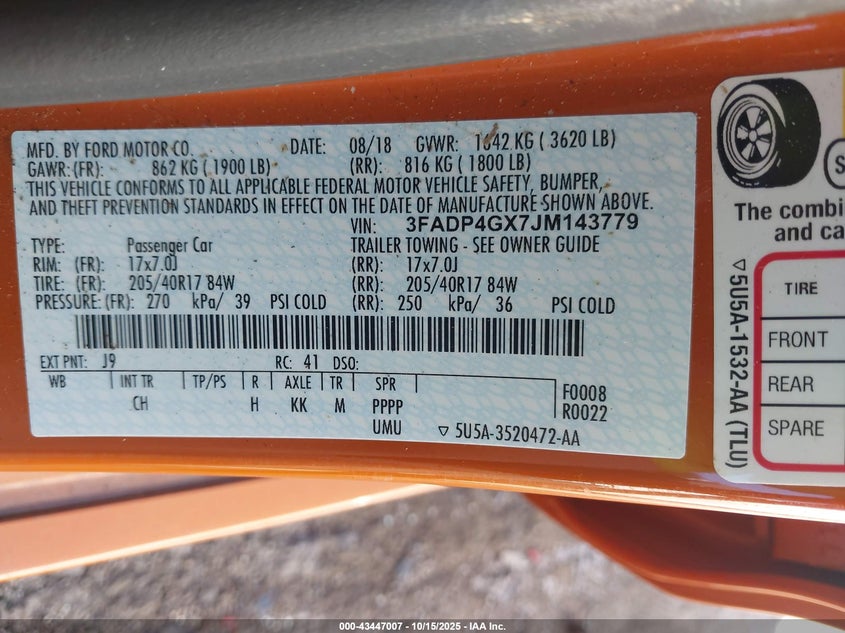 MFD. BY FORD MOTOR CO. DATE: 08/18 GVWR: 1642 KG ( 3620 LB)
GAWR:(FR): 862 KG ( 1900 LB) (RR): 816 KG ( 1800 LB)
THIS VEHICLE CONFORMS TO ALL APPLICABLE FEDERAL MOTOR VEHICLE SAFETY, BUMPER,
AND THEFT PREVENTION STANDARDS IN EFFECT ON THE DATE OF MANUFACTURE SHOWN ABOVE.
VIN: 3FADP4GX7JM143779
TYPE: Passenger Car TRAILER TOWING - SEE OWNER GUIDE
RIM: (FR): 17x7.0J (RR): 17x7.0J
TIRE: (FR): 205/40R17 84W (RR): 205/40R17 84W
PRESSURE: (FR): 270 kPa/ 39 PSI COLD (RR): 250 kPa/ 36 PSI COLD
EXT PNT: J9 RC: 41 DSO:
WB INT TR TP/PS R AXLE TR SPR F0008
CH H KK M PPPP R0022
UMU ▽ 5U5A-3520472-AA
The combi
and ca
▽ 5U5A-1532-AA (TLU)
TIRE
FRONT
REAR
SPARE
000-43447007 - 10/15/2025 - IAA Inc.